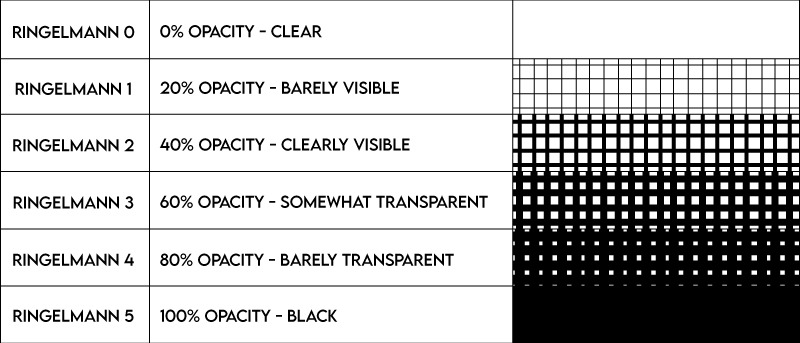 RINGELMANN 0 0% OPACITY - CLEAR
RINGELMANN 1 20% OPACITY - BARELY VISIBLE
RINGELMANN 2 40% OPACITY - CLEARLY VISIBLE
RINGELMANN 3 60% OPACITY - SOMEWHAT TRANSPARENT
RINGELMANN 4 80% OPACITY - BARELY TRANSPARENT
RINGELMANN 5 100% OPACITY - BLACK